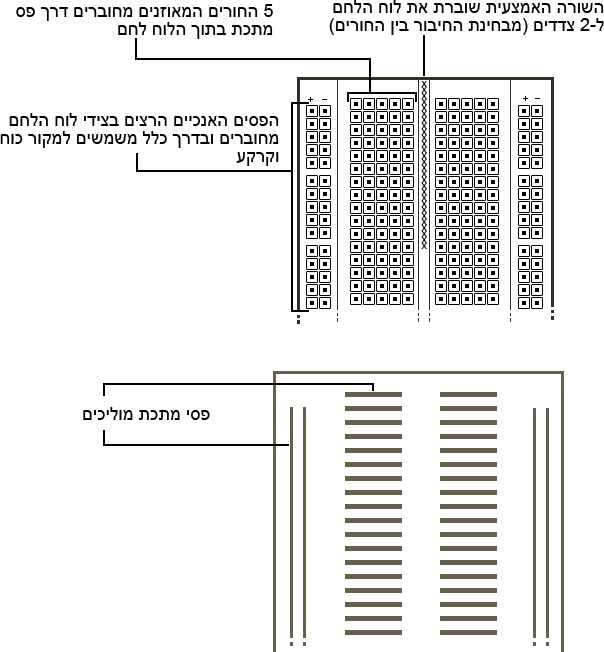 השורה האמצעית שוברת את לוח הלחם
ל-2 צדדים (מבחינת החיבור בין החורים)
5 החורים המאוזנים מחוברים דרך פס
מתכת בתוך הלוח לחם
+ −
+ −
הפסים האנכיים הרצים בצידי לוח הלחם
מחוברים ובדרך כלל משמשים למקור כוח
וקרקע
פסי מתכת מוליכים